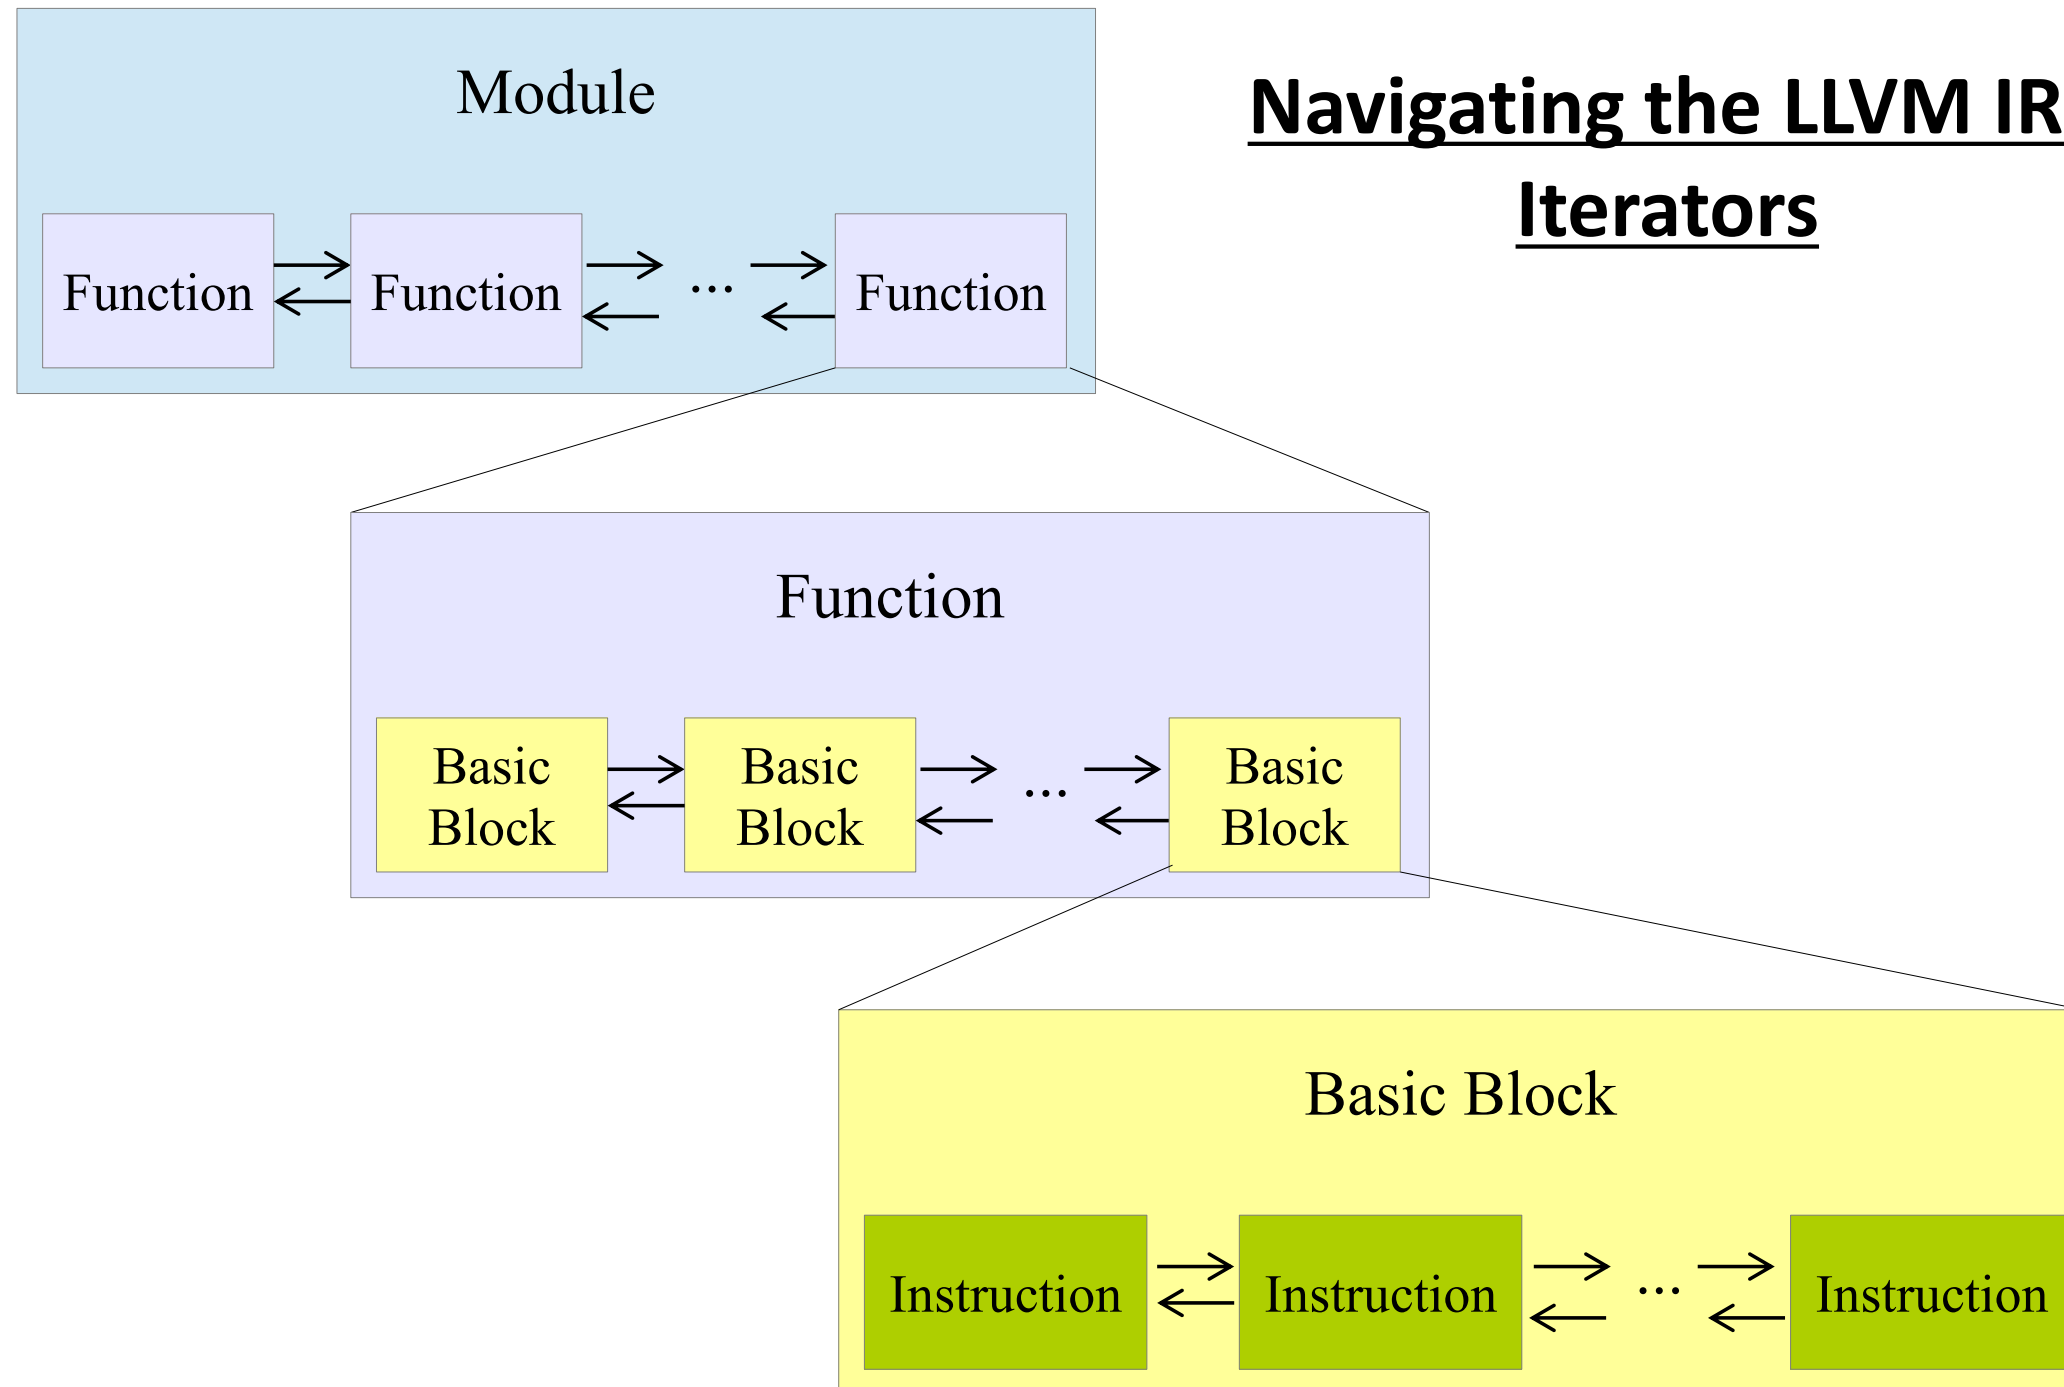 Module
Navigating the LLVM IR
Iterators
Function Function ... Function
Function
Basic Basic ... Basic
Block Block Block
Basic Block
Instruction Instruction ... Instruction